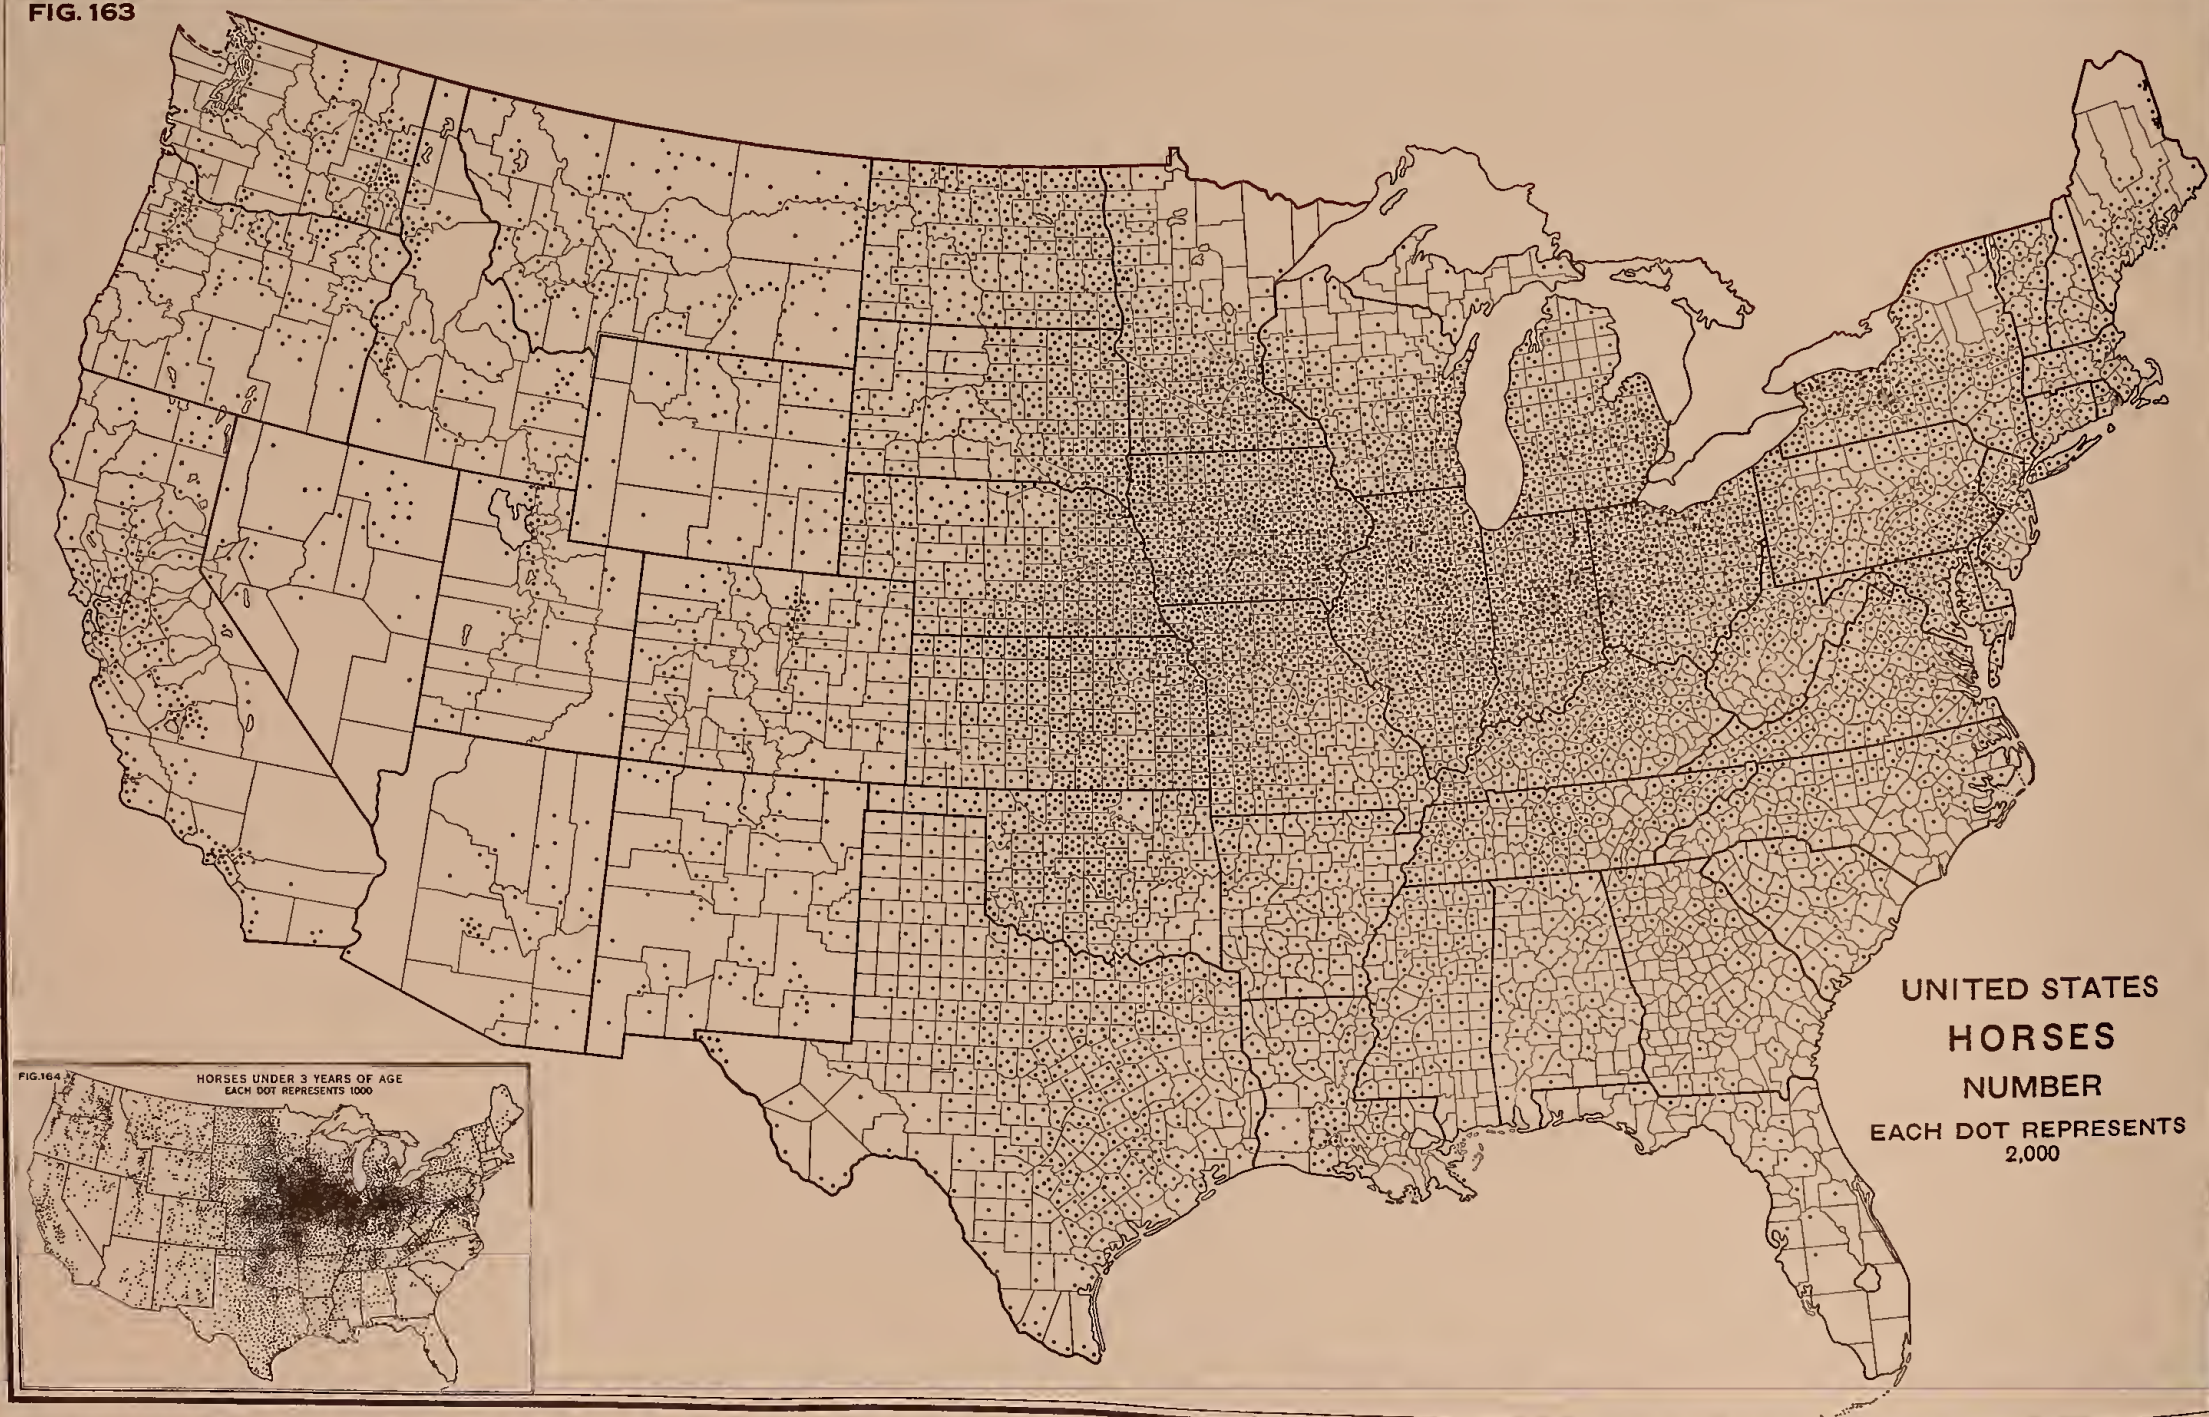 FIG. 163
UNITED STATES
HORSES
NUMBER
EACH DOT REPRESENTS
2,000
FIG.164
HORSES UNDER 3 YEARS OF AGE
EACH DOT REPRESENTS 1000